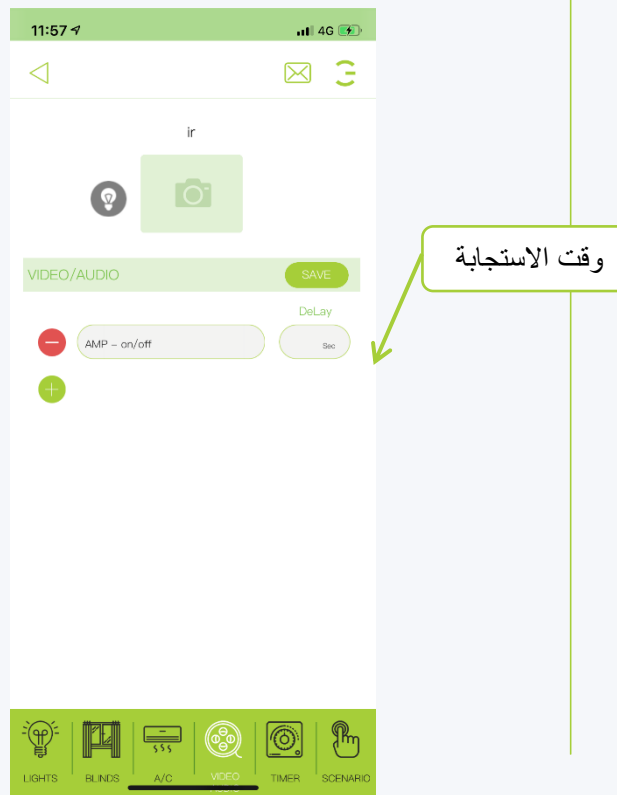 11:57
4G
ir
VIDEO/AUDIO
SAVE
DeLay
AMP - on/off
Sec
وقت الاستجابة
LIGHTS
BLINDS
A/C
VIDEO
TIMER
SCENARIO